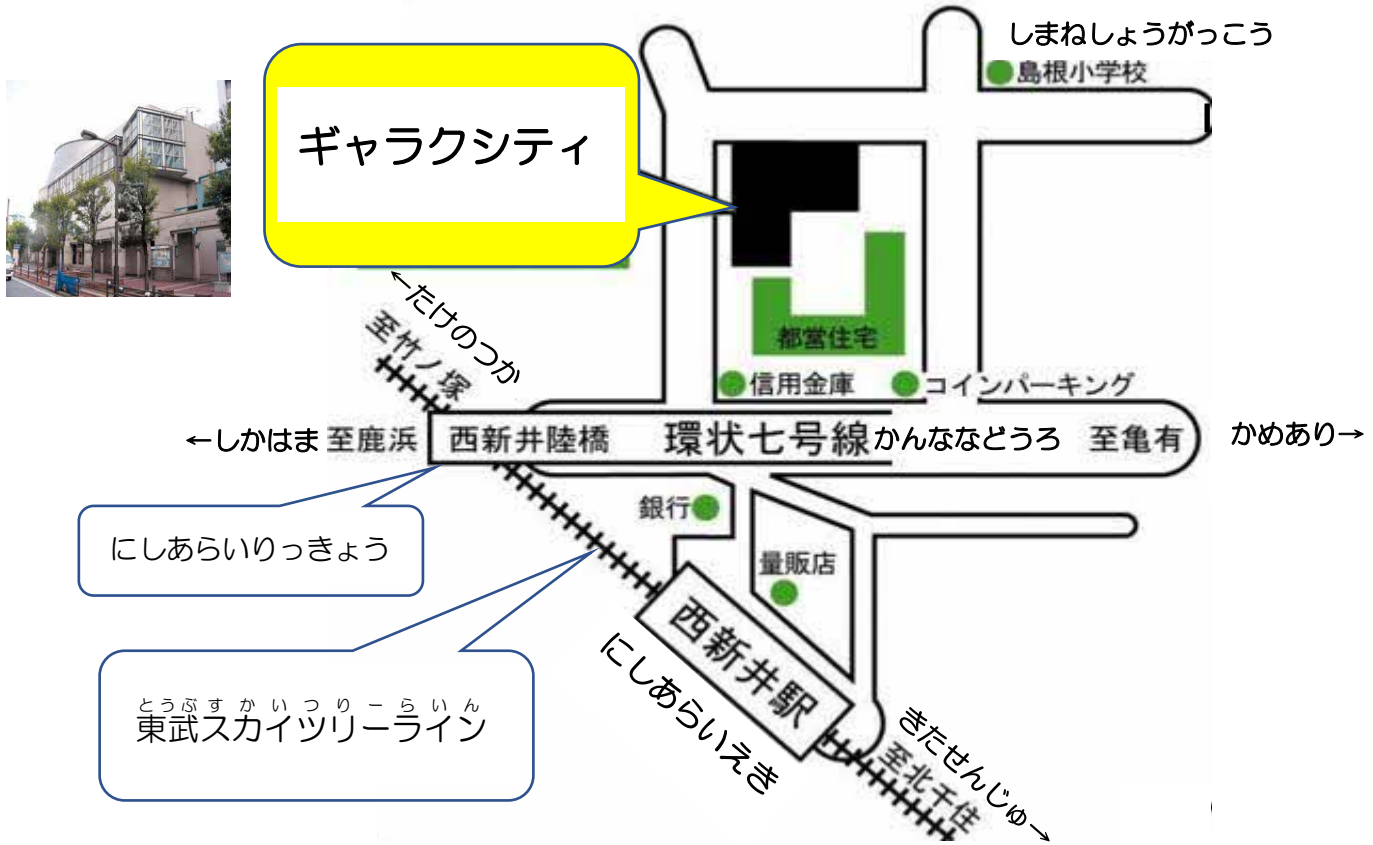 しまねしょうがっこう
島根小学校
ギャラクシティ
←たけのつか
至竹ノ塚
都営住宅
信用金庫
コインパーキング
←しかはま
至鹿浜
西新井陸橋
環状七号線
かんななどうろ
至亀有
かめあり→
銀行
にしあらいりっきょう
量販店
西新井駅
にしあらいえき
とうぶすかいつりーらいん
東武スカイツリーライン
きたせんじゅ→
至北千住